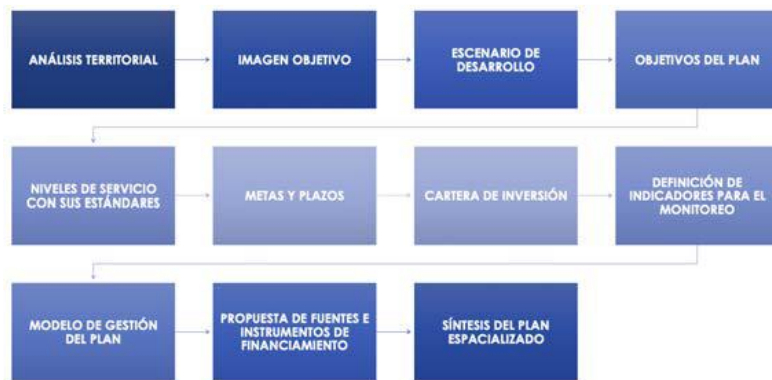 ANÁLISIS TERRITORIAL
IMAGEN OBJETIVO
ESCENARIO DE
DESARROLLO
OBJETIVOS DEL PLAN
NIVELES DE SERVICIO
CON SUS ESTÁNDARES
METAS Y PLAZOS
CARTERA DE INVERSIÓN
DEFINICIÓN DE
INDICADORES PARA EL
MONITOREO
MODELO DE GESTIÓN
DEL PLAN
PROPUESTA DE FUENTES E
INSTRUMENTOS DE
FINANCIAMIENTO
SÍNTESIS DEL PLAN
ESPACIALIZADO